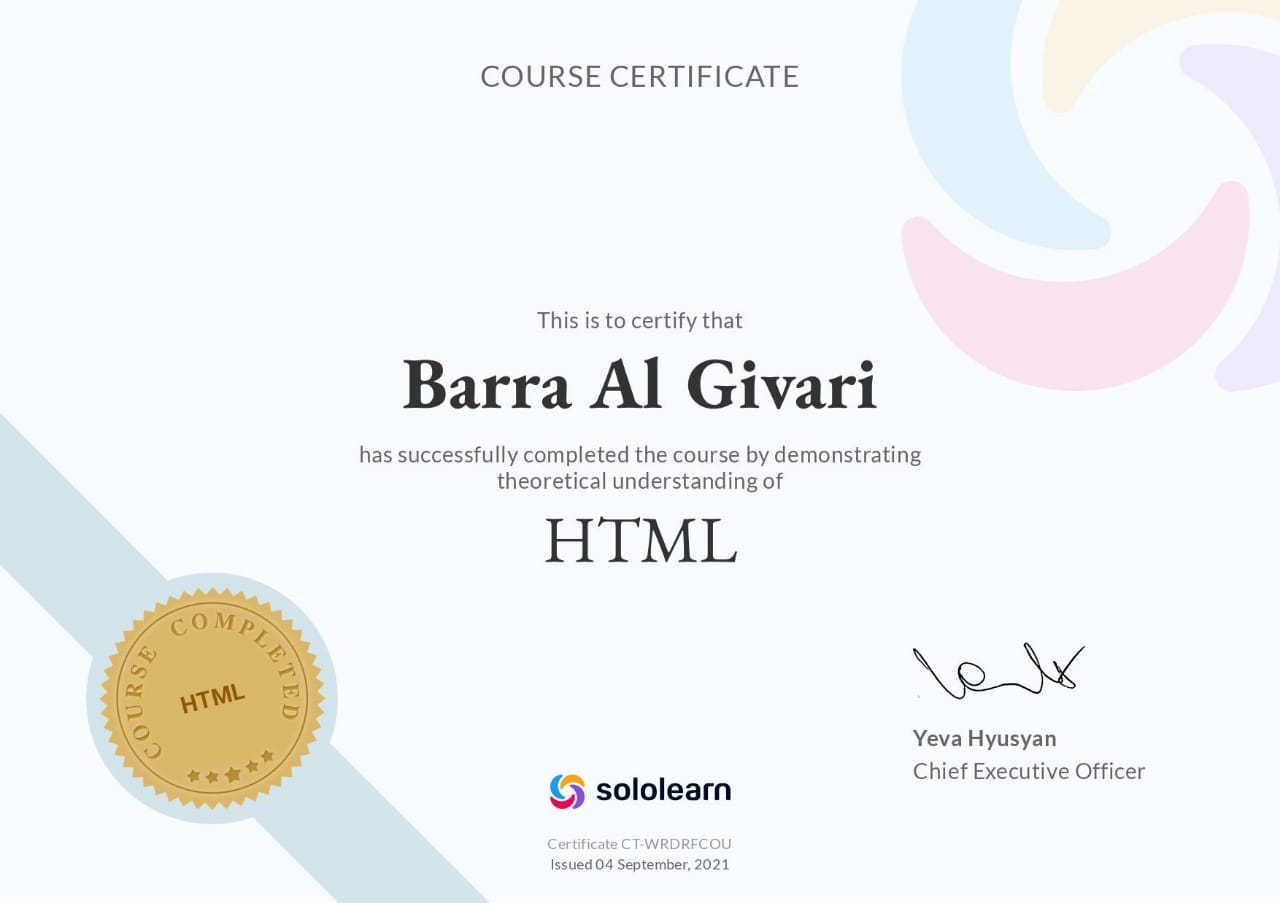 COURSE CERTIFICATE
This is to certify that
Barra Al Givari
has successfully completed the course by demonstrating
theoretical understanding of
HTML
COURSE COMPLETED
HTML
Yeva Hyusyan
Chief Executive Officer
sololearn
Certificate CT-WRDRFCOU
Issued 04 September, 2021